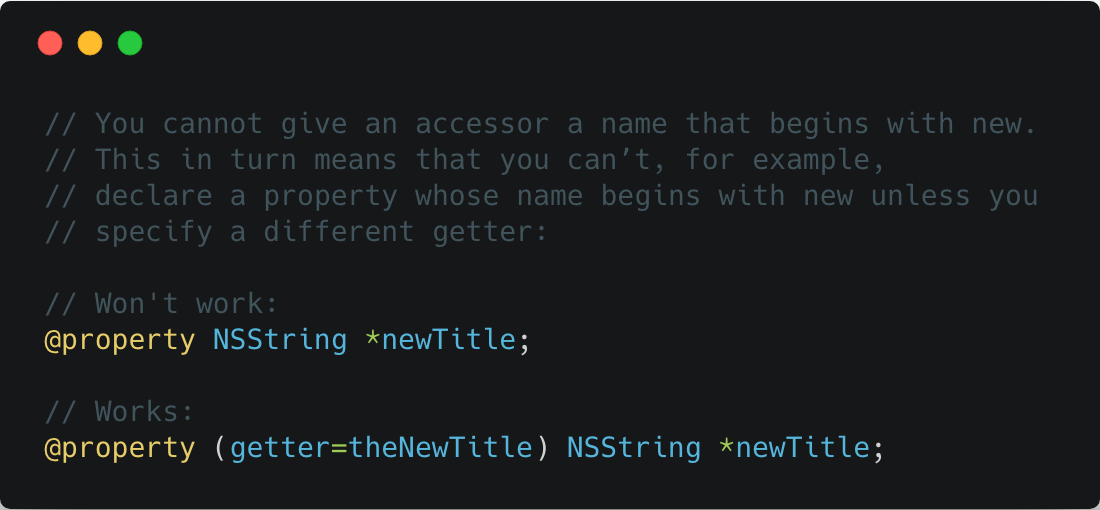 // You cannot give an accessor a name that begins with new.
// This in turn means that you can’t, for example,
// declare a property whose name begins with new unless you
// specify a different getter:
// Won't work:
@property NSString *newTitle;
// Works:
@property (getter=theNewTitle) NSString *newTitle;